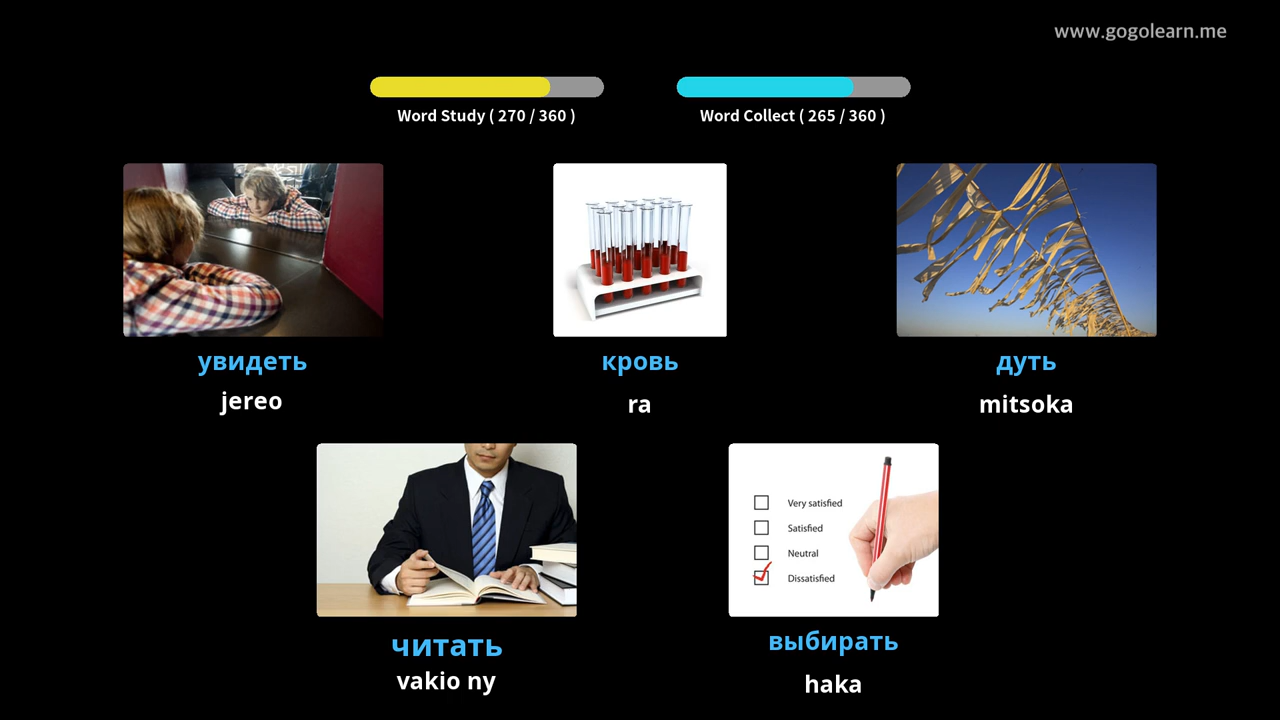 www.gogolearn.me
Word Study ( 270 / 360 )
Word Collect ( 265 / 360 )
увидеть
jereo
кровь
ra
дуть
mitsoka
Very satisfied
Satisfied
Neutral
Dissatisfied
читать
vakio ny
выбирать
haka